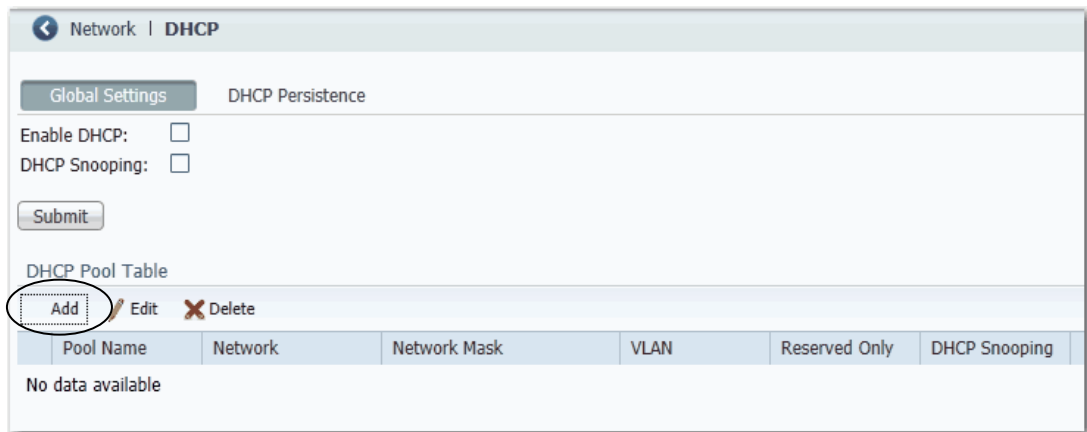 Network | DHCP
Global Settings DHCP Persistence
Enable DHCP:
DHCP Snooping:
Submit
DHCP Pool Table
Add Edit Delete
Pool Name Network Network Mask VLAN Reserved Only DHCP Snooping
No data available